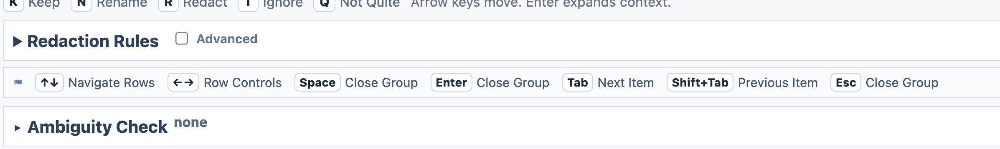 K Keep N Rename R Redact I Ignore Q Not Quite Arrow keys move. Enter expands context.
▶ Redaction Rules Advanced
↑↓ Navigate Rows ←→ Row Controls Space Close Group Enter Close Group Tab Next Item Shift+Tab Previous Item Esc Close Group
▸ Ambiguity Check none